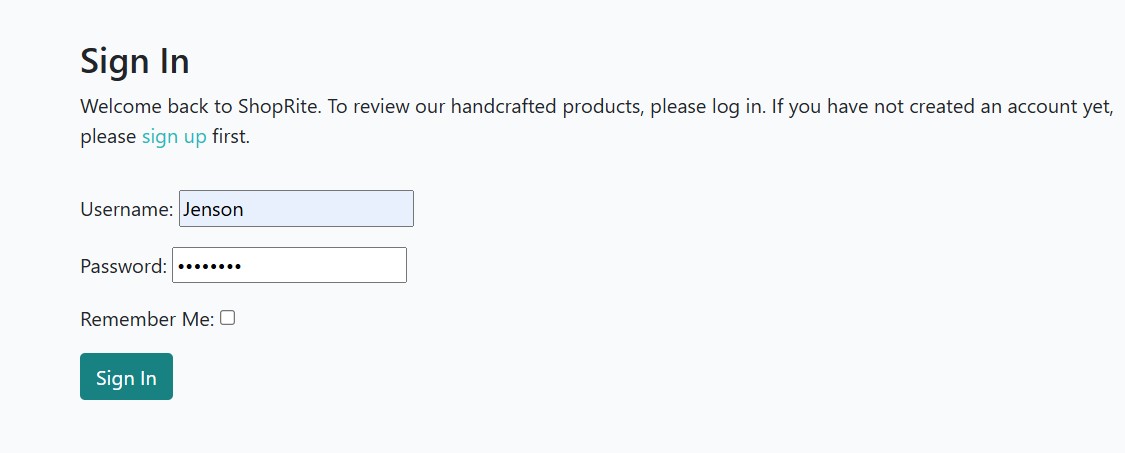 Sign In
Welcome back to ShopRite. To review our handcrafted products, please log in. If you have not created an account yet,
please sign up first.
Username: Jenson
Password: ••••••••
Remember Me:
Sign In